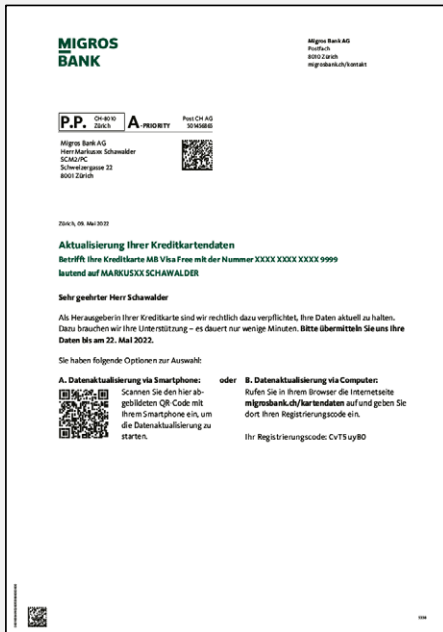 MIGROS
BANK
Migros Bank AG
Postfach
8010 Zürich
migrosbank.ch/kontakt
P.P. CH-8010 Zürich A-PRIORITY Post CH AG
Migros Bank AG
Herr Markusxx Schawalder
SCM2/PC
Schweizergasse 22
8001 Zürich
Zürich, 09. Mai 2022
Aktualisierung Ihrer Kreditkartendaten
Betrifft Ihre Kreditkarte MB Visa Free mit der Nummer XXXX XXXX XXXX 9999
lautend auf MARKUSXX SCHAWALDER
Sehr geehrter Herr Schawalder
Als Herausgeberin Ihrer Kreditkarte sind wir rechtlich dazu verpflichtet, Ihre Daten aktuell zu halten.
Dazu brauchen wir Ihre Unterstützung – es dauert nur wenige Minuten. Bitte übermitteln Sie uns Ihre
Daten bis am 22. Mai 2022.
Sie haben folgende Optionen zur Auswahl:
A. Datenaktualisierung via Smartphone:
Scannen Sie den hier ab-
gebildeten QR-Code mit
Ihrem Smartphone ein, um
die Datenaktualisierung zu
starten.
oder
B. Datenaktualisierung via Computer:
Rufen Sie in Ihrem Browser die Internetseite
migrosbank.ch/kartendaten auf und geben Sie
dort Ihren Registrierungscode ein.
Ihr Registrierungscode: CvT5uyB0